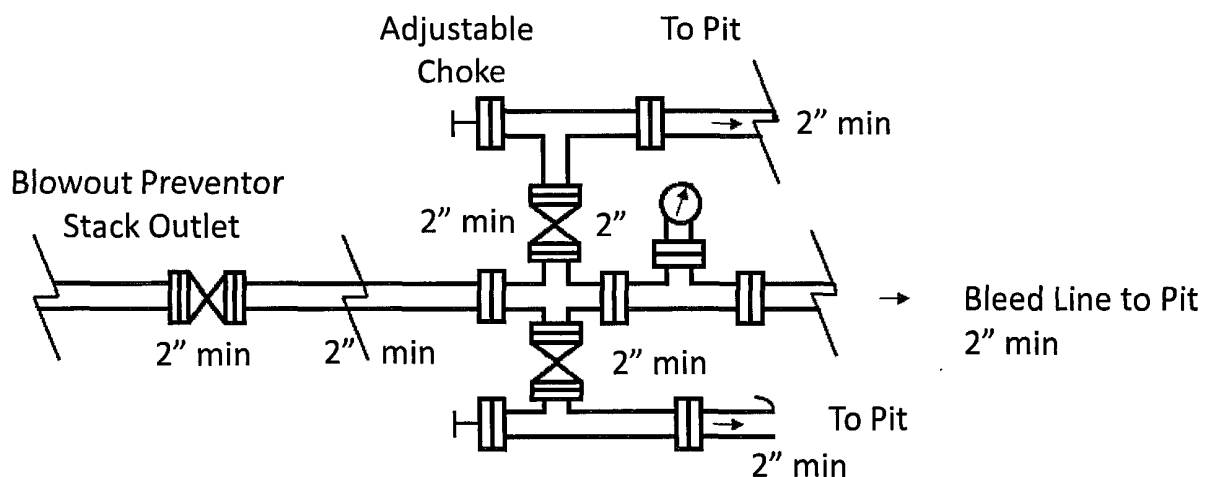 Adjustable
Choke
To Pit
2” min
Blowout Preventor
Stack Outlet
2” min
2”
2” min
2” min
2” min
Bleed Line to Pit
2” min
To Pit
2” min